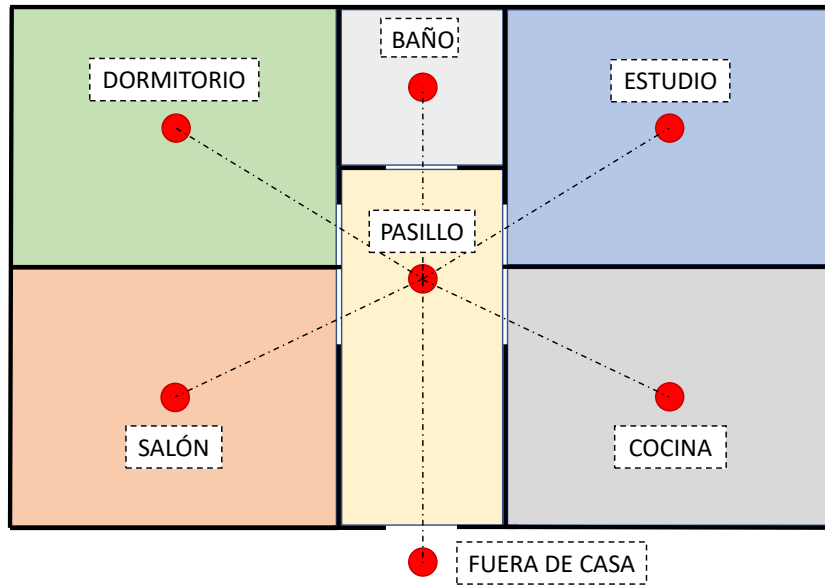 BAÑO
DORMITORIO
ESTUDIO
PASILLO
SALÓN
COCINA
FUERA DE CASA